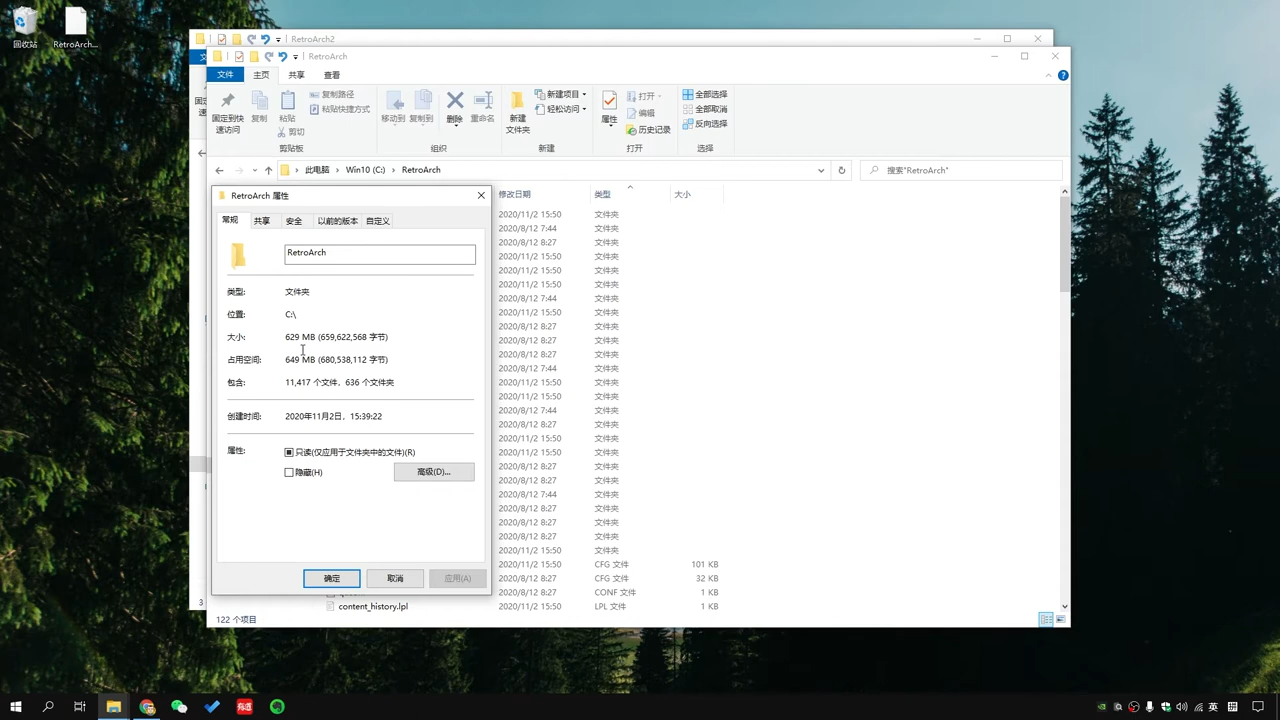 回收站
RetroArch...
RetroArch2
RetroArch
文件
主页
共享
查看
固定到快速访问
复制
粘贴
复制路径
粘贴快捷方式
剪切
剪贴板
移动到
复制到
删除
重命名
组织
新建文件夹
新建项目
轻松访问
新建
属性
打开
编辑
历史记录
打开
全部选择
全部取消
反向选择
选择
此电脑 > Win10 (C:) > RetroArch
搜索"RetroArch"
修改日期 类型 大小
2020/11/2 15:50 文件夹
2020/8/12 7:44 文件夹
2020/8/12 8:27 文件夹
2020/11/2 15:50 文件夹
2020/11/2 15:50 文件夹
2020/11/2 15:50 文件夹
2020/8/12 7:44 文件夹
2020/11/2 15:50 文件夹
2020/8/12 8:27 文件夹
2020/8/12 8:27 文件夹
2020/8/12 8:27 文件夹
2020/8/12 7:44 文件夹
2020/11/2 15:50 文件夹
2020/11/2 15:50 文件夹
2020/8/12 7:44 文件夹
2020/8/12 8:27 文件夹
2020/11/2 15:50 文件夹
2020/11/2 15:50 文件夹
2020/8/12 8:27 文件夹
2020/8/12 8:27 文件夹
2020/8/12 7:44 文件夹
2020/8/12 8:27 文件夹
2020/8/12 8:27 文件夹
2020/8/12 8:27 文件夹
2020/11/2 15:50 文件夹
2020/11/2 15:50 CFG 文件 101 KB
2020/8/12 8:27 CFG 文件 32 KB
2020/8/12 8:27 CONF 文件 1 KB
content_history.lpl 2020/11/2 15:50 LPL 文件 1 KB
122 个项目
RetroArch 属性
常规 共享 安全 以前的版本 自定义
RetroArch
类型: 文件夹
位置: C:\
大小: 629 MB (659,622,568 字节)
占用空间: 649 MB (680,538,112 字节)
包含: 11,417 个文件，636 个文件夹
创建时间: 2020年11月2日，15:39:22
属性: 只读(仅应用于文件夹中的文件)(R)
隐藏(H) 高级(D)...
确定 取消 应用(A)
3
有道
英
拼